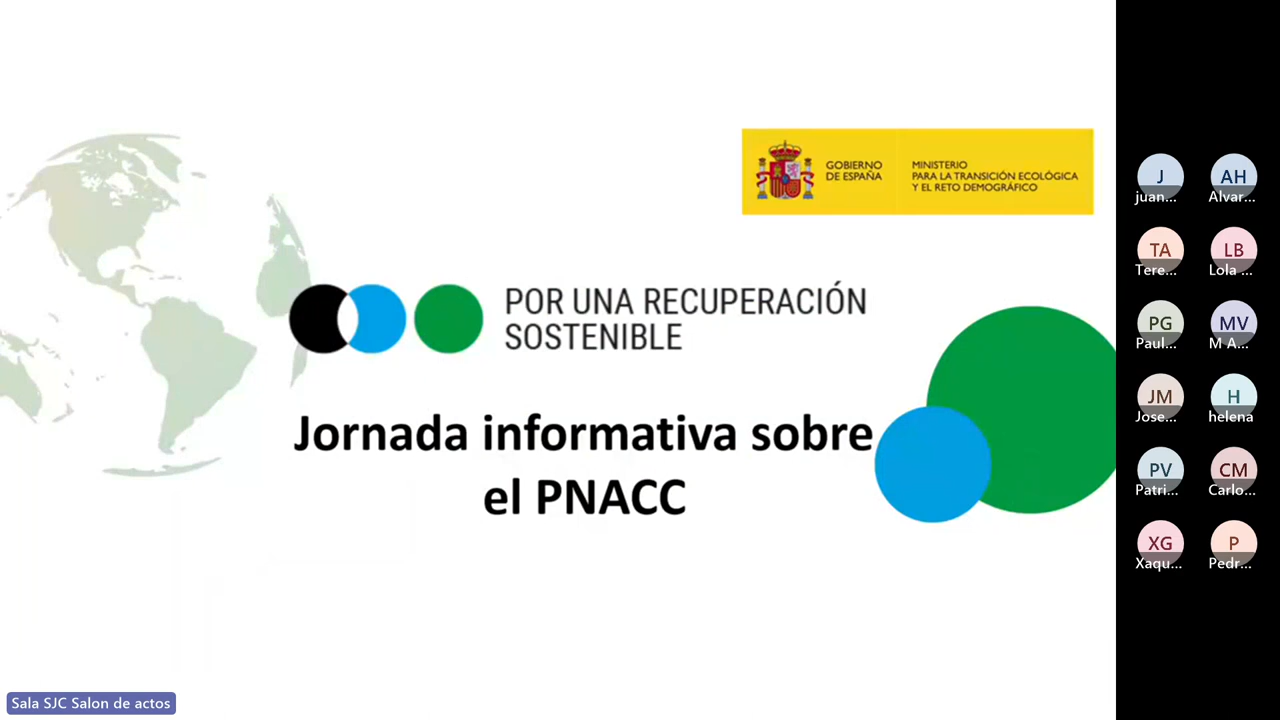 GOBIERNO
DE ESPAÑA
MINISTERIO
PARA LA TRANSICIÓN ECOLÓGICA
Y EL RETO DEMOGRÁFICO
POR UNA RECUPERACIÓN
SOSTENIBLE
Jornada informativa sobre
el PNACC
Sala SJC Salon de actos
J
juan...
AH
Alvar...
TA
Tere...
LB
Lola ...
PG
Paul...
MV
M A...
JM
Jose...
H
helena
PV
Patri...
CM
Carlo...
XG
Xaqu...
P
Pedr...